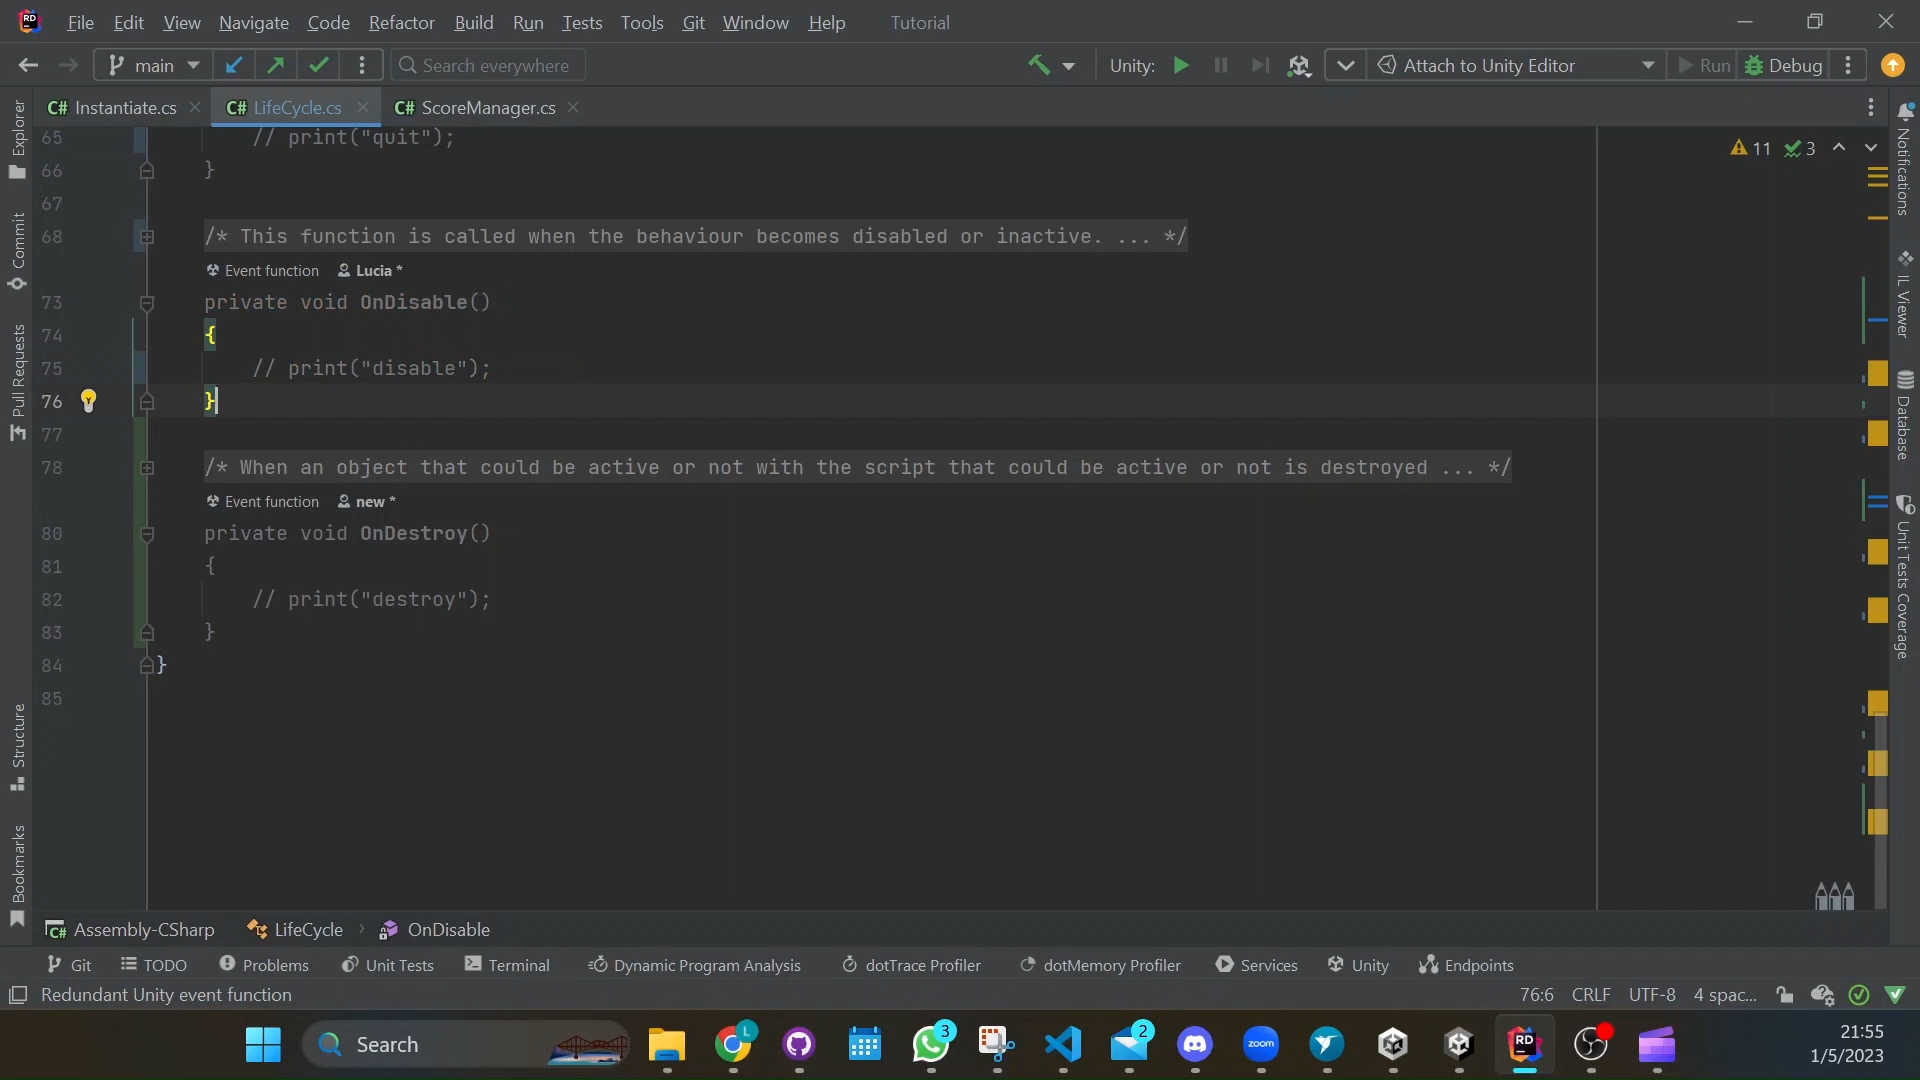 RD File Edit View Navigate Code Refactor Build Run Tests Tools Git Window Help Tutorial
main Search everywhere Unity: Attach to Unity Editor Run Debug
C# Instantiate.cs C# LifeCycle.cs C# ScoreManager.cs
65 // print("quit");
66 }
67
68 /* This function is called when the behaviour becomes disabled or inactive. ... */
Event function Lucia *
73 private void OnDisable()
74 {
75 // print("disable");
76 }
77
78 /* When an object that could be active or not with the script that could be active or not is destroyed ... */
Event function new *
80 private void OnDestroy()
81 {
82 // print("destroy");
83 }
84 }
85
11 3
Explorer
Commit
Pull Requests
Structure
Bookmarks
Notifications
IL Viewer
Database
Unit Tests Coverage
C# Assembly-CSharp LifeCycle OnDisable
Git TODO Problems Unit Tests Terminal Dynamic Program Analysis dotTrace Profiler dotMemory Profiler Services Unity Endpoints
Redundant Unity event function 76:6 CRLF UTF-8 4 spac...
Search L 3 2 zoom RD 21:55
1/5/2023